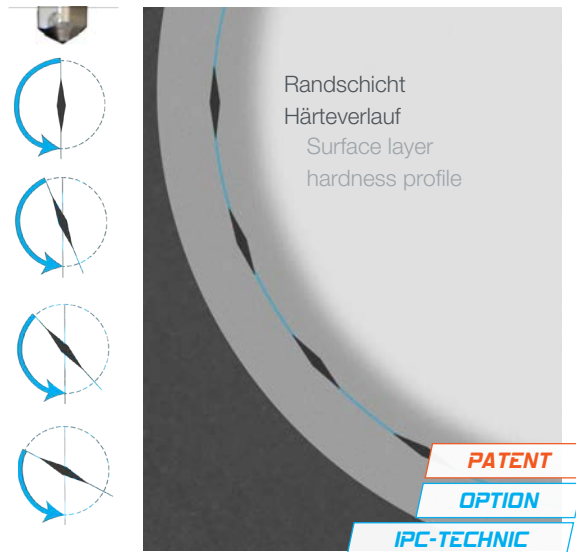 Randschicht
Härteverlauf
Surface layer
hardness profile
PATENT
OPTION
IPC-TECHNIC